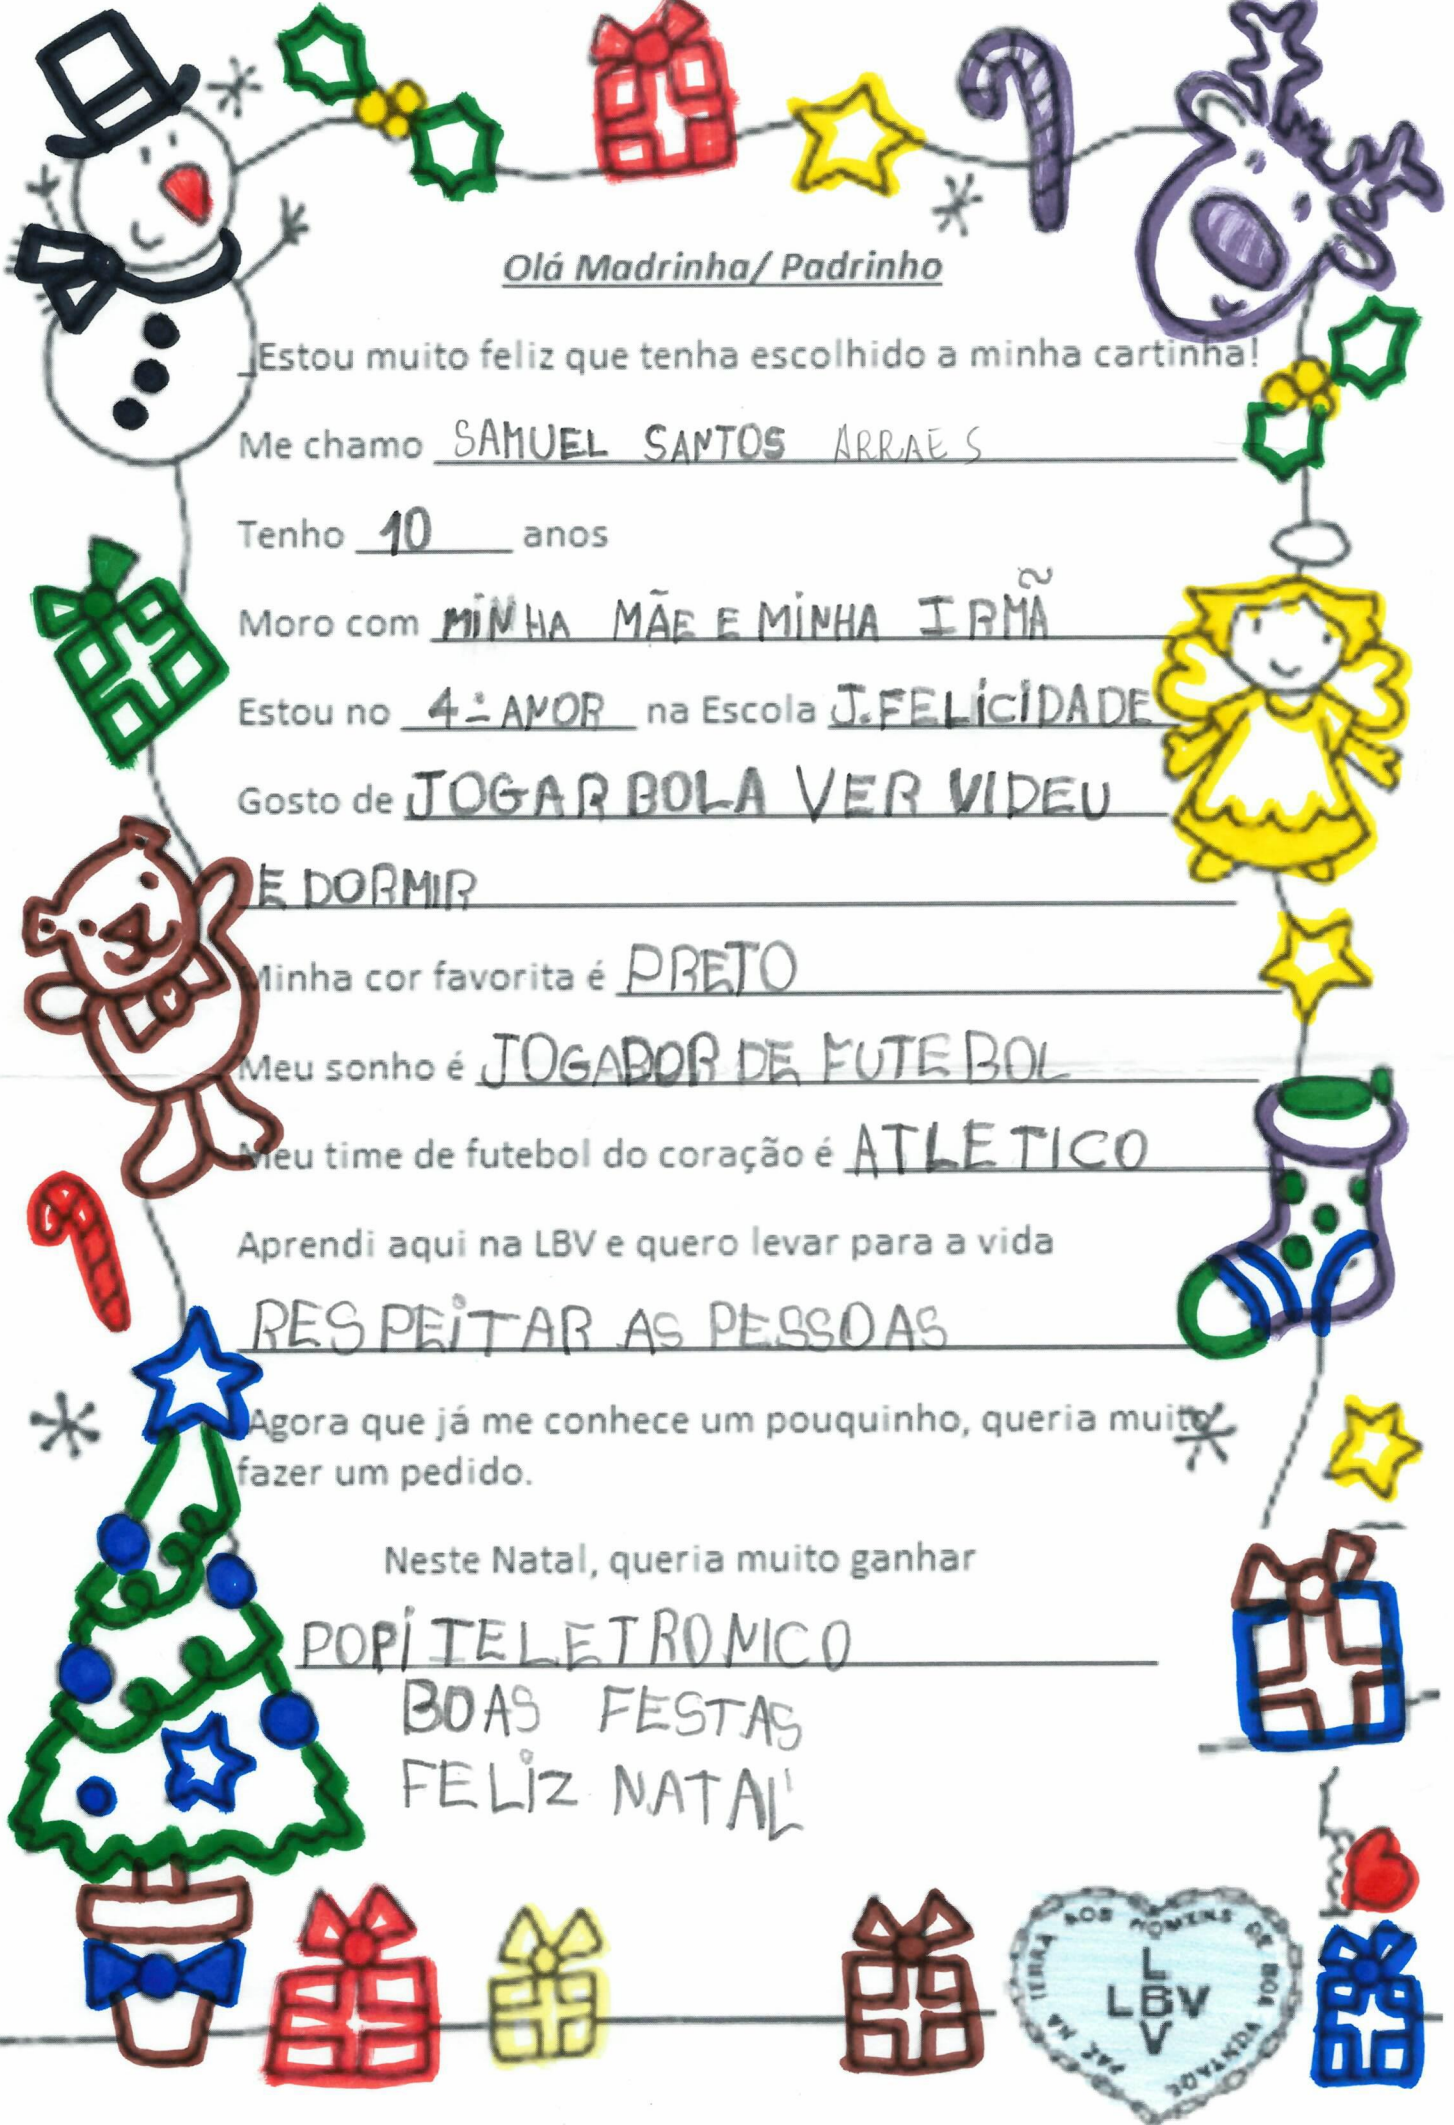 Olá Madrinha/ Padrinho
Estou muito feliz que tenha escolhido a minha cartinha!
Me chamo SAMUEL SANTOS ARRAES
Tenho 10 anos
Moro com MINHA MÃE E MINHA IRMÃ
Estou no 4º ANOR na Escola J.FELICIDADE
Gosto de JOGAR BOLA VER VIDEU
E DORMIR
Minha cor favorita é PRETO
Meu sonho é JOGADOR DE FUTEBOL
Meu time de futebol do coração é ATLETICO
Aprendi aqui na LBV e quero levar para a vida
RESPEITAR AS PESSOAS
Agora que já me conhece um pouquinho, queria muito
fazer um pedido.
Neste Natal, queria muito ganhar
POPITELETRONICO
BOAS FESTAS
FELIZ NATAL
PAZ NA TERRA AOS HOMENS DE BOA VONTADE
L
LBV
V